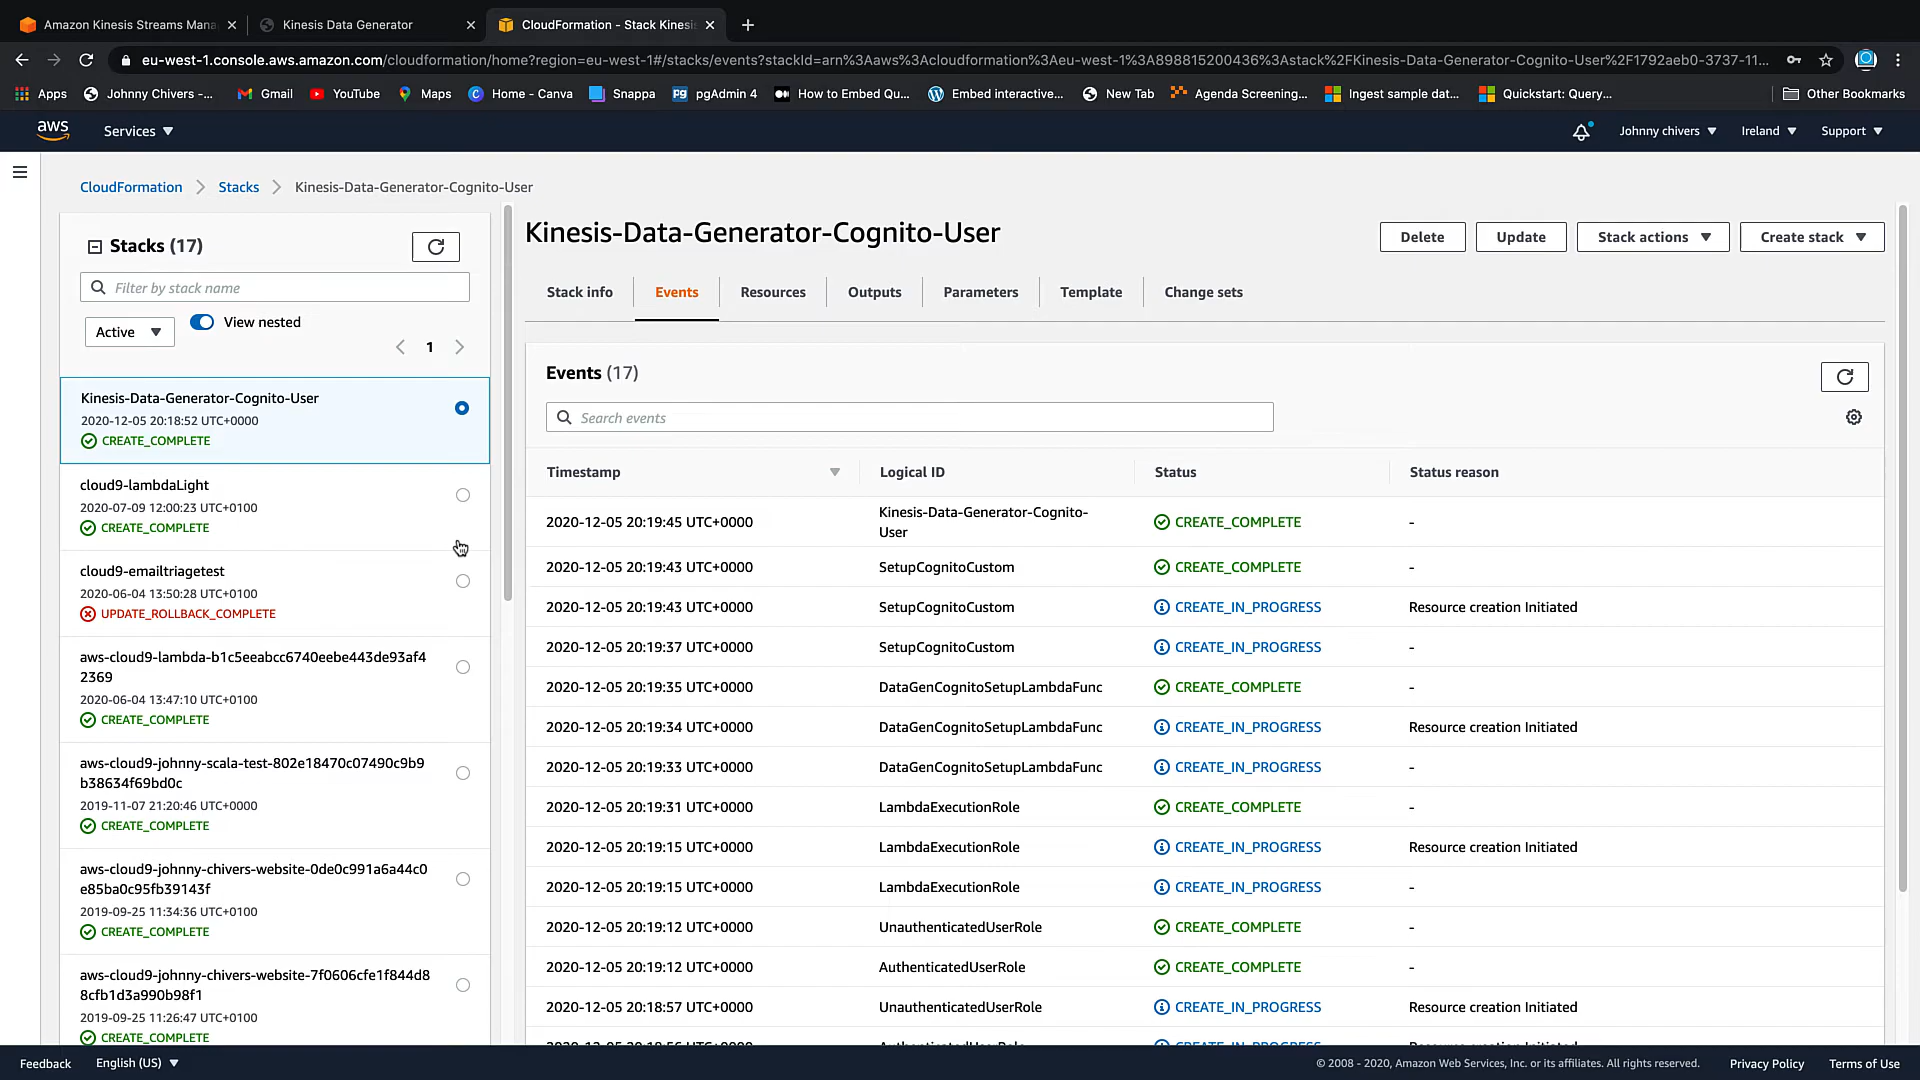 Amazon Kinesis Streams Mana
Kinesis Data Generator
CloudFormation - Stack Kinesis
eu-west-1.console.aws.amazon.com/cloudformation/home?region=eu-west-1#/stacks/events?stackId=arn%3Aaws%3Acloudformation%3Aeu-west-1%3A898815200436%3Astack%2FKinesis-Data-Generator-Cognito-User%2F1792aeb0-3737-11...
Apps
Johnny Chivers -...
Gmail
YouTube
Maps
Home - Canva
Snappa
pgAdmin 4
How to Embed Qu...
Embed interactive...
New Tab
Agenda Screening...
Ingest sample dat...
Quickstart: Query...
Other Bookmarks
aws
Services
Johnny chivers
Ireland
Support
CloudFormation
Stacks
Kinesis-Data-Generator-Cognito-User
Stacks (17)
Filter by stack name
Active
View nested
1
Kinesis-Data-Generator-Cognito-User
2020-12-05 20:18:52 UTC+0000
CREATE_COMPLETE
cloud9-lambdaLight
2020-07-09 12:00:23 UTC+0100
CREATE_COMPLETE
cloud9-emailtriagetest
2020-06-04 13:50:28 UTC+0100
UPDATE_ROLLBACK_COMPLETE
aws-cloud9-lambda-b1c5eeabcc6740eebe443de93af4
2369
2020-06-04 13:47:10 UTC+0100
CREATE_COMPLETE
aws-cloud9-johnny-scala-test-802e18470c07490c9b9
b38634f69bd0c
2019-11-07 21:20:46 UTC+0000
CREATE_COMPLETE
aws-cloud9-johnny-chivers-website-0de0c991a6a44c0
e85ba0c95fb39143f
2019-09-25 11:34:36 UTC+0100
CREATE_COMPLETE
aws-cloud9-johnny-chivers-website-7f0606cfe1f844d8
8cfb1d3a990b98f1
2019-09-25 11:26:47 UTC+0100
CREATE_COMPLETE
Kinesis-Data-Generator-Cognito-User
Delete
Update
Stack actions
Create stack
Stack info
Events
Resources
Outputs
Parameters
Template
Change sets
Events (17)
Search events
Timestamp Logical ID Status Status reason
2020-12-05 20:19:45 UTC+0000 Kinesis-Data-Generator-Cognito- CREATE_COMPLETE -
User
2020-12-05 20:19:43 UTC+0000 SetupCognitoCustom CREATE_COMPLETE -
2020-12-05 20:19:43 UTC+0000 SetupCognitoCustom CREATE_IN_PROGRESS Resource creation Initiated
2020-12-05 20:19:37 UTC+0000 SetupCognitoCustom CREATE_IN_PROGRESS -
2020-12-05 20:19:35 UTC+0000 DataGenCognitoSetupLambdaFunc CREATE_COMPLETE -
2020-12-05 20:19:34 UTC+0000 DataGenCognitoSetupLambdaFunc CREATE_IN_PROGRESS Resource creation Initiated
2020-12-05 20:19:33 UTC+0000 DataGenCognitoSetupLambdaFunc CREATE_IN_PROGRESS -
2020-12-05 20:19:31 UTC+0000 LambdaExecutionRole CREATE_COMPLETE -
2020-12-05 20:19:15 UTC+0000 LambdaExecutionRole CREATE_IN_PROGRESS Resource creation Initiated
2020-12-05 20:19:15 UTC+0000 LambdaExecutionRole CREATE_IN_PROGRESS -
2020-12-05 20:19:12 UTC+0000 UnauthenticatedUserRole CREATE_COMPLETE -
2020-12-05 20:19:12 UTC+0000 AuthenticatedUserRole CREATE_COMPLETE -
2020-12-05 20:18:57 UTC+0000 UnauthenticatedUserRole CREATE_IN_PROGRESS Resource creation Initiated
Feedback
English (US)
© 2008 - 2020, Amazon Web Services, Inc. or its affiliates. All rights reserved.
Privacy Policy
Terms of Use